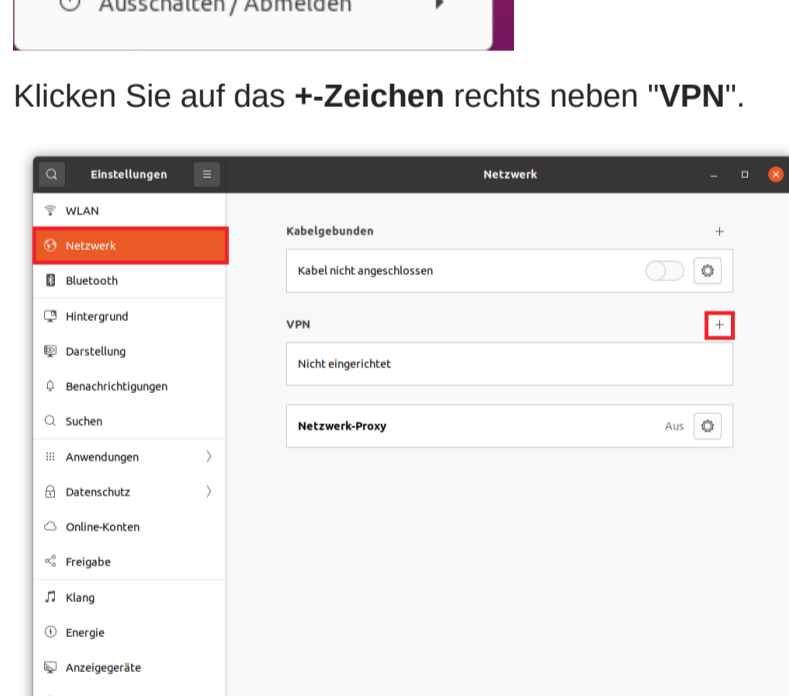 Ausschalten / Abmelden
Klicken Sie auf das +-Zeichen rechts neben "VPN".
Einstellungen
Netzwerk
WLAN
Netzwerk
Bluetooth
Hintergrund
Darstellung
Benachrichtigungen
Suchen
Anwendungen
Datenschutz
Online-Konten
Freigabe
Klang
Energie
Anzeigegeräte
Kabelgebunden
Kabel nicht angeschlossen
VPN
Nicht eingerichtet
Netzwerk-Proxy Aus